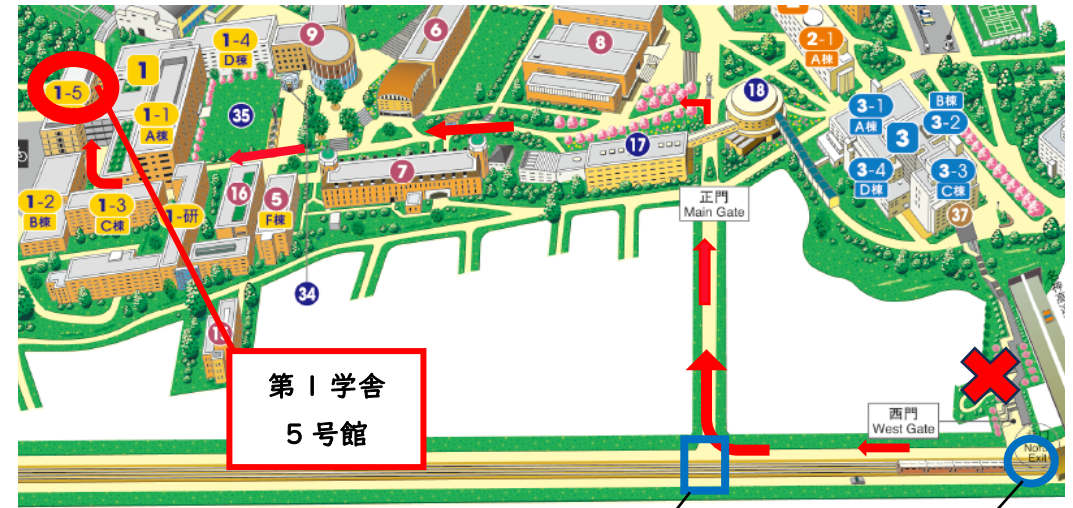 1-4
D棟
9
6
8
2-1
A棟
18
1-5
1
1-1
A棟
35
3-1
A棟
B棟
3-2
3
17
7
16
5
F棟
3-4
D棟
3-3
C棟
37
1-2
B棟
1-3
C棟
1-研
正門
Main Gate
34
第1学舎
5号館
西門
West Gate
North
Exit